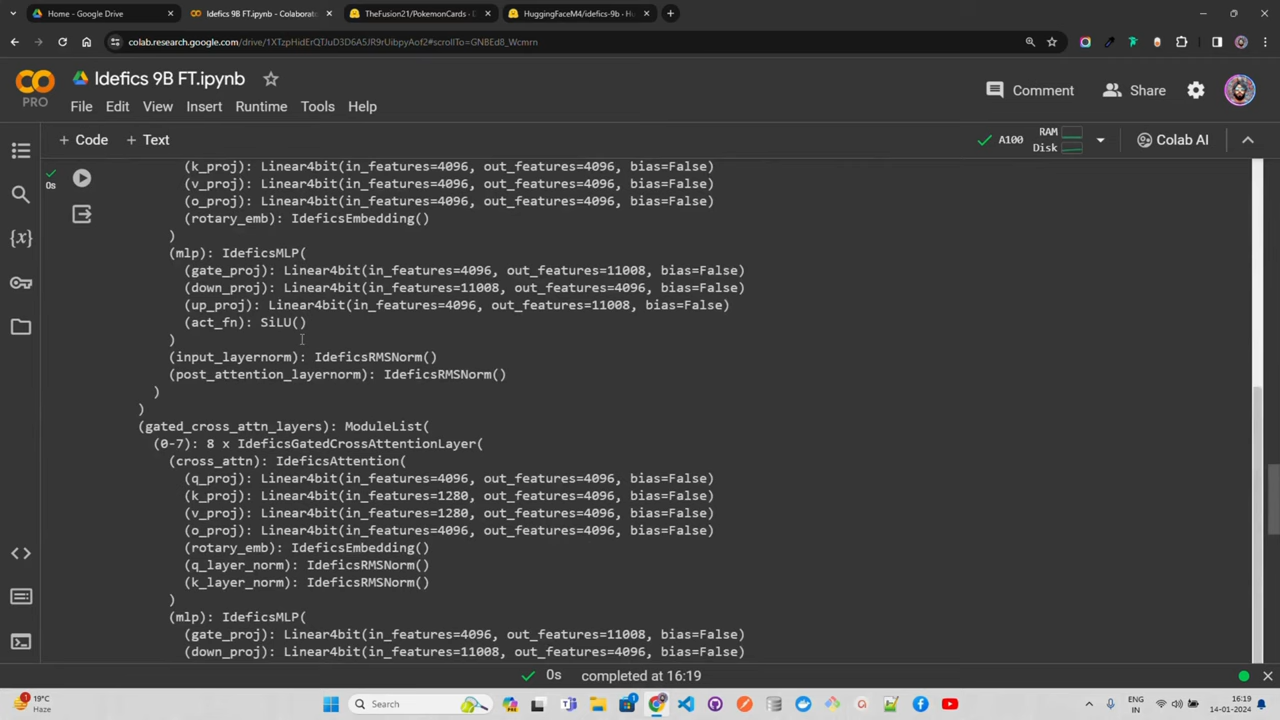 Home - Google Drive
Idefics 9B FT.ipynb - Colaborato
TheFusion21/PokemonCards - D
HuggingFaceM4/idefics-9b · Hu
colab.research.google.com/drive/1XTzpHidErQTJuD3D6A5JR9rUibpyAof2#scrollTo=GNBEd8_Wcmrn
CO
PRO
Idefics 9B FT.ipynb
File Edit View Insert Runtime Tools Help
Comment
Share
+ Code + Text
A100
RAM
Disk
Colab AI
0s
(k_proj): Linear4bit(in_features=4096, out_features=4096, bias=False)
(v_proj): Linear4bit(in_features=4096, out_features=4096, bias=False)
(o_proj): Linear4bit(in_features=4096, out_features=4096, bias=False)
(rotary_emb): IdeficsEmbedding()
)
(mlp): IdeficsMLP(
(gate_proj): Linear4bit(in_features=4096, out_features=11008, bias=False)
(down_proj): Linear4bit(in_features=11008, out_features=4096, bias=False)
(up_proj): Linear4bit(in_features=4096, out_features=11008, bias=False)
(act_fn): SiLU()
)
(input_layernorm): IdeficsRMSNorm()
(post_attention_layernorm): IdeficsRMSNorm()
)
)
(gated_cross_attn_layers): ModuleList(
(0-7): 8 x IdeficsGatedCrossAttentionLayer(
(cross_attn): IdeficsAttention(
(q_proj): Linear4bit(in_features=4096, out_features=4096, bias=False)
(k_proj): Linear4bit(in_features=1280, out_features=4096, bias=False)
(v_proj): Linear4bit(in_features=1280, out_features=4096, bias=False)
(o_proj): Linear4bit(in_features=4096, out_features=4096, bias=False)
(rotary_emb): IdeficsEmbedding()
(q_layer_norm): IdeficsRMSNorm()
(k_layer_norm): IdeficsRMSNorm()
)
(mlp): IdeficsMLP(
(gate_proj): Linear4bit(in_features=4096, out_features=11008, bias=False)
(down_proj): Linear4bit(in_features=11008, out_features=4096, bias=False)
0s completed at 16:19
19°C
Haze
Search
ENG
IN
16:19
14-01-2024